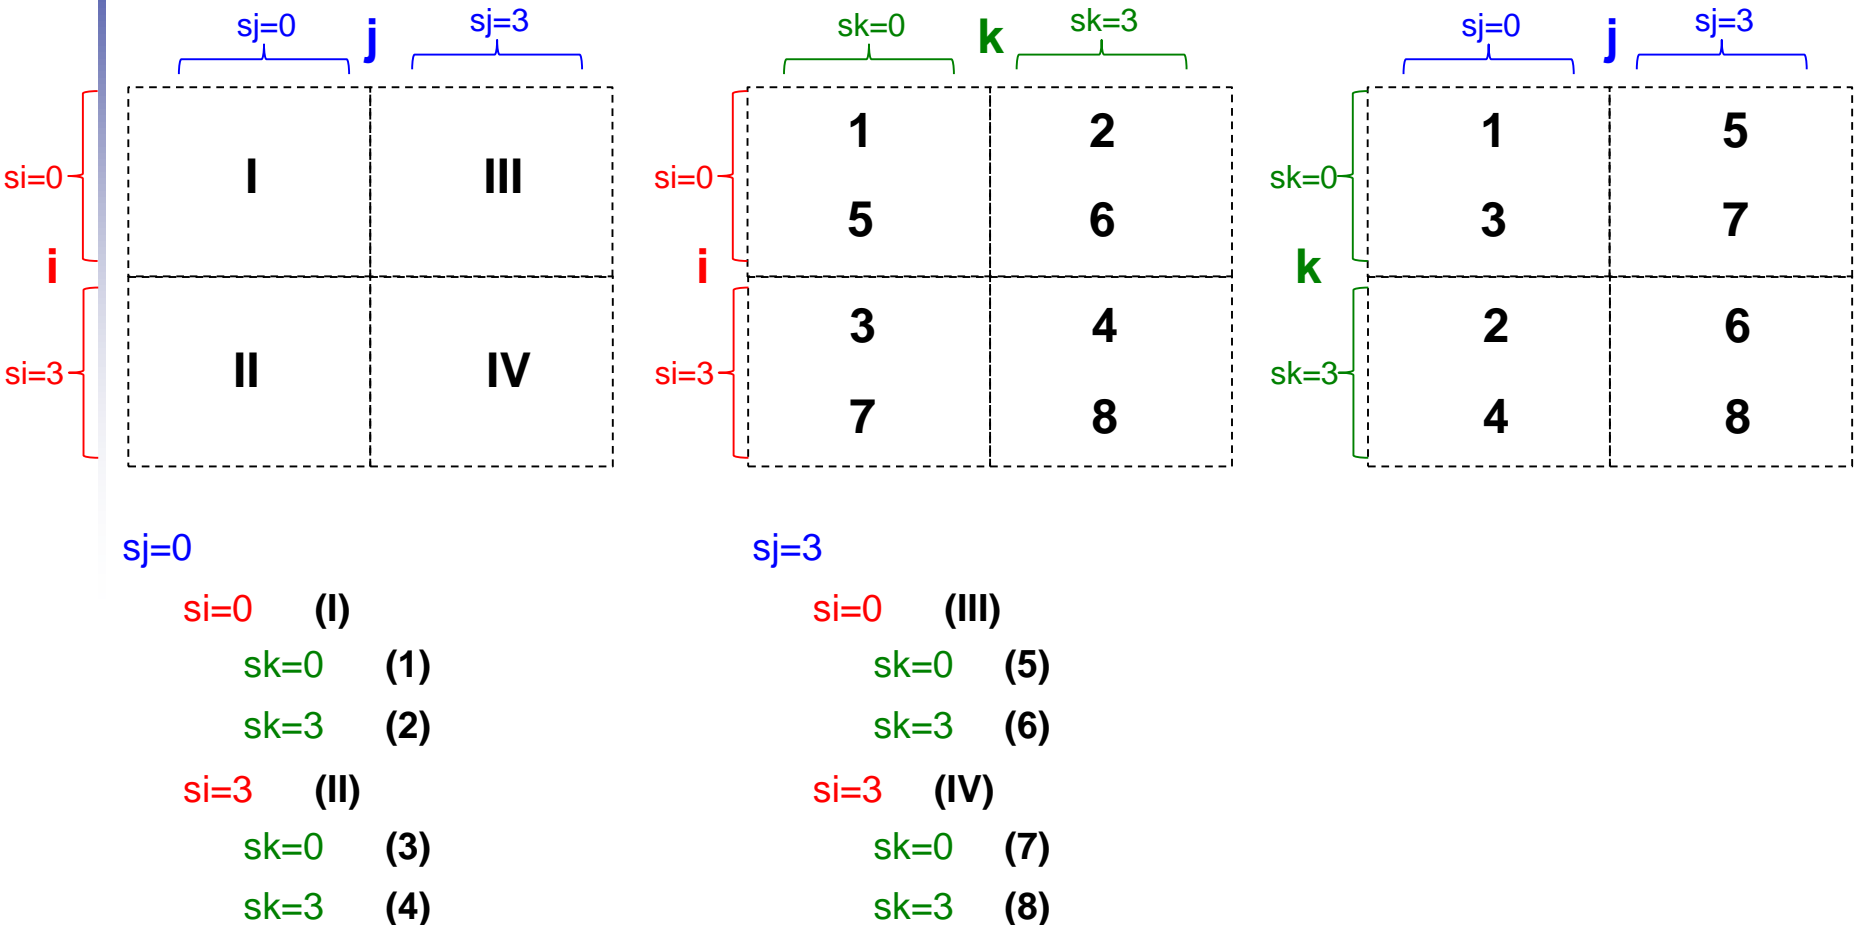 sj=0 j sj=3
sk=0 k sk=3
sj=0 j sj=3
si=0 I III
i
si=3 II IV
1 2
si=0
5 6
i
3 4
si=3
7 8
1 5
sk=0
3 7
k
2 6
sk=3
4 8
sj=0
si=0 (I)
sk=0 (1)
sk=3 (2)
si=3 (II)
sk=0 (3)
sk=3 (4)
sj=3
si=0 (III)
sk=0 (5)
sk=3 (6)
si=3 (IV)
sk=0 (7)
sk=3 (8)